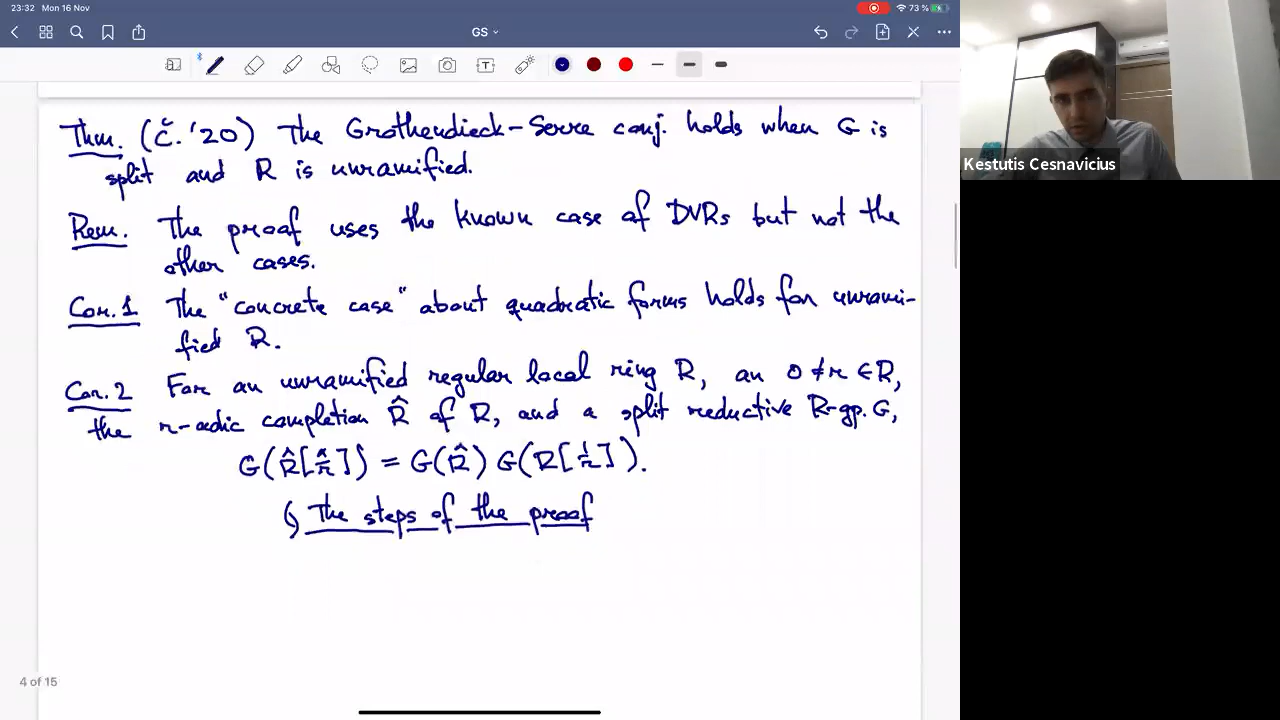 23:32 Mon 16 Nov
73 %
GS
Thm. (Č. '20) The Grothendieck–Serre conj. holds when G is
split and R is unramified.
Rem. The proof uses the known case of DVRs but not the
other cases.
Cor. 1 The "concrete case" about quadratic forms holds for unrami-
fied R.
Cor. 2 For an unramified regular local ring R, an 0 ≠ r ∈ R,
the r-adic completion R̂ of R, and a split reductive R-gp. G,
G(R̂[1/r]) = G(R̂) G(R[1/r]).
§ The steps of the proof
4 of 15
Kestutis Cesnavicius